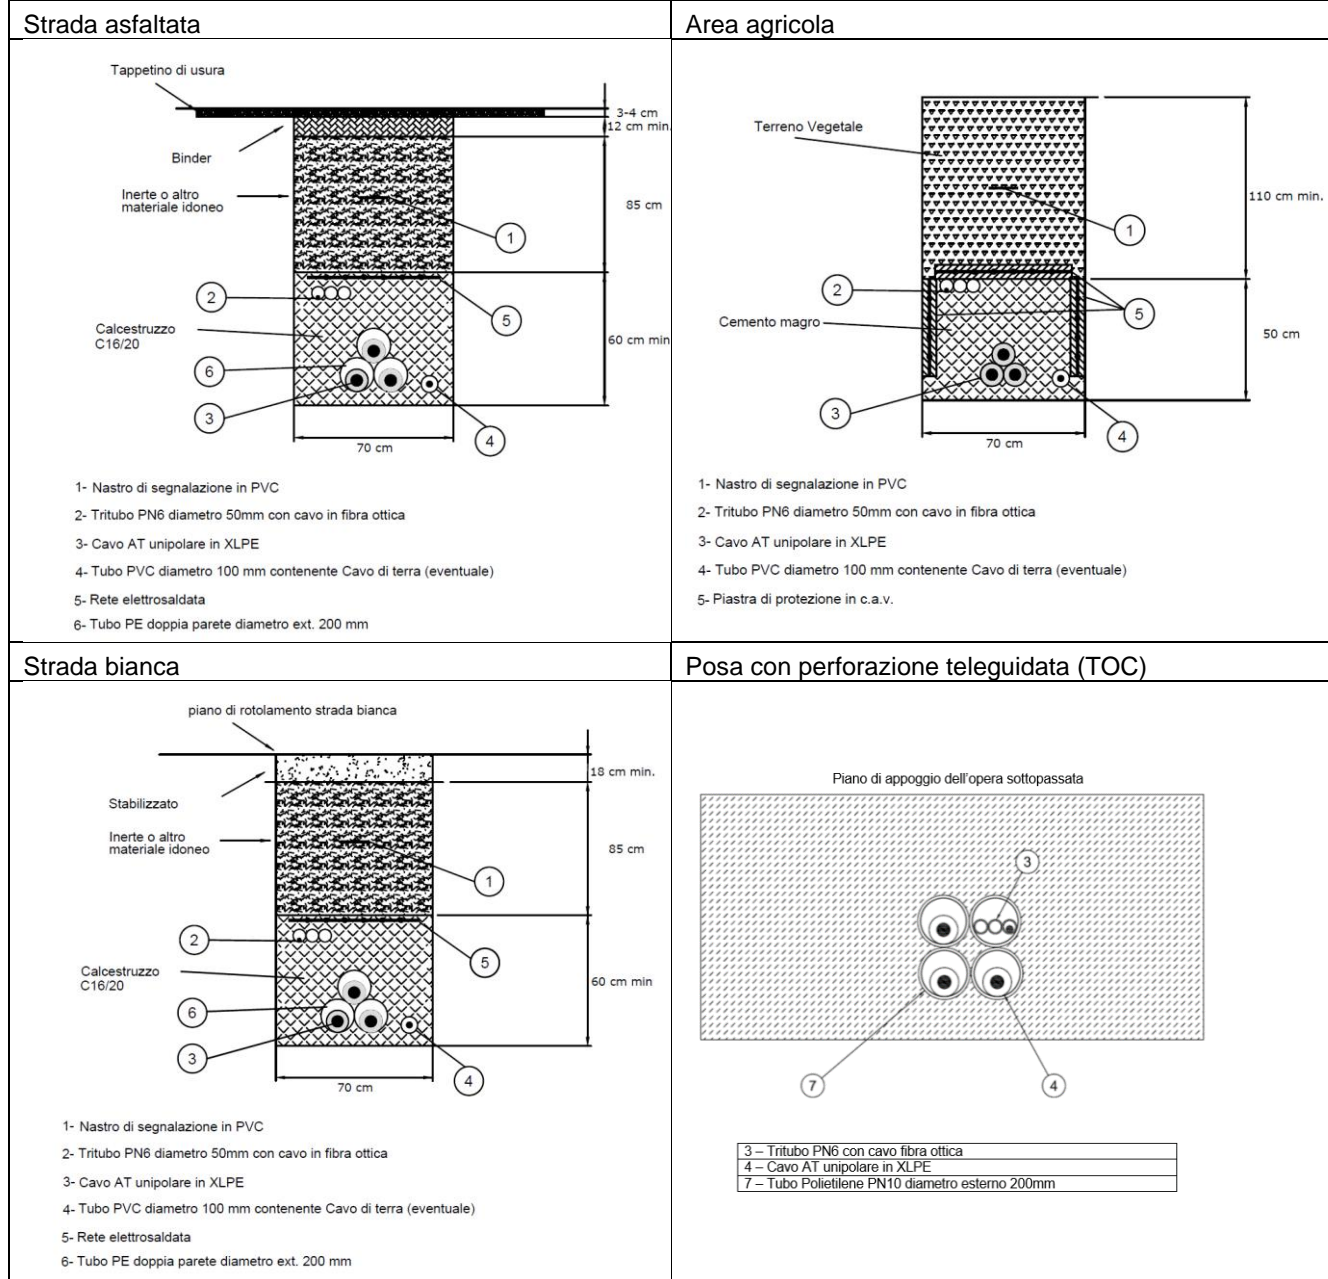 Strada asfaltata
Tappetino di usura
3-4 cm
12 cm min.
Binder
Inerte o altro
materiale idoneo
85 cm
1
2
5
Calcestruzzo
C16/20
60 cm min
6
3
4
70 cm
1- Nastro di segnalazione in PVC
2- Tritubo PN6 diametro 50mm con cavo in fibra ottica
3- Cavo AT unipolare in XLPE
4- Tubo PVC diametro 100 mm contenente Cavo di terra (eventuale)
5- Rete elettrosaldata
6- Tubo PE doppia parete diametro ext. 200 mm
Area agricola
Terreno Vegetale
110 cm min.
1
2
5
Cemento magro
50 cm
3
4
70 cm
1- Nastro di segnalazione in PVC
2- Tritubo PN6 diametro 50mm con cavo in fibra ottica
3- Cavo AT unipolare in XLPE
4- Tubo PVC diametro 100 mm contenente Cavo di terra (eventuale)
5- Piastra di protezione in c.a.v.
Strada bianca
piano di rotolamento strada bianca
18 cm min.
Stabilizzato
Inerte o altro
materiale idoneo
85 cm
1
2
5
Calcestruzzo
C16/20
60 cm min
6
3
4
70 cm
1- Nastro di segnalazione in PVC
2- Tritubo PN6 diametro 50mm con cavo in fibra ottica
3- Cavo AT unipolare in XLPE
4- Tubo PVC diametro 100 mm contenente Cavo di terra (eventuale)
5- Rete elettrosaldata
6- Tubo PE doppia parete diametro ext. 200 mm
Posa con perforazione teleguidata (TOC)
Piano di appoggio dell'opera sottopassata
3
7
4
3 – Tritubo PN6 con cavo fibra ottica
4 – Cavo AT unipolare in XLPE
7 – Tubo Polietilene PN10 diametro esterno 200mm